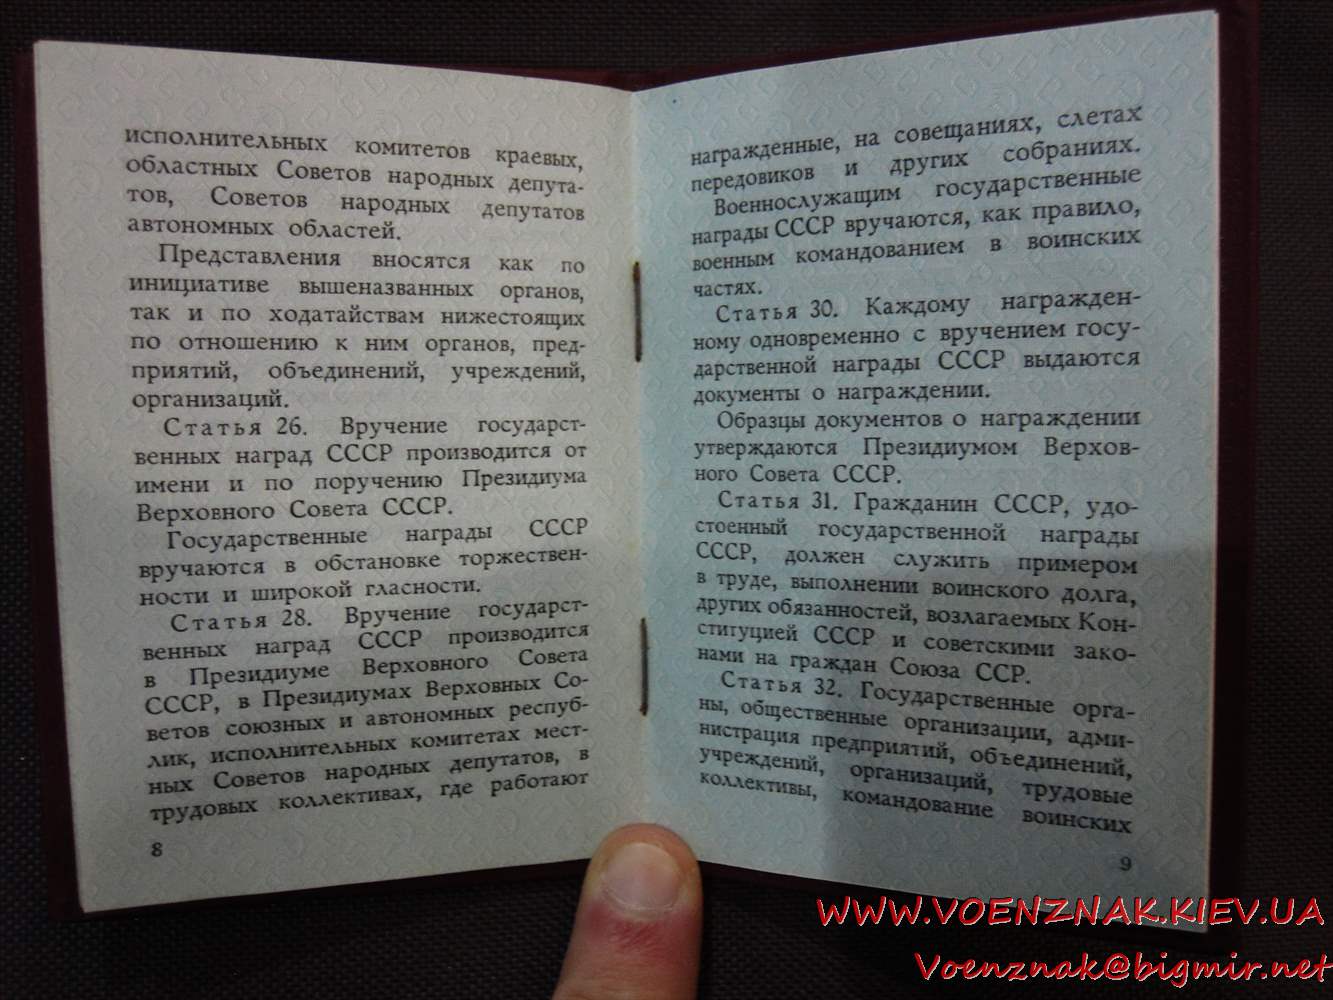 исполнительных комитетов краевых,
областных Советов народных депута-
тов, Советов народных депутатов
автономных областей.
Представления вносятся как по
инициативе вышеназванных органов,
так и по ходатайствам нижестоящих
по отношению к ним органов, пред-
приятий, объединений, учреждений,
организаций.
Статья 26. Вручение государст-
венных наград СССР производится от
имени и по поручению Президиума
Верховного Совета СССР.
Государственные награды СССР
вручаются в обстановке торжествен-
ности и широкой гласности.
Статья 28. Вручение государст-
венных наград СССР производится
в Президиуме Верховного Совета
СССР, в Президиумах Верховных Со-
ветов союзных и автономных респуб-
лик, исполнительных комитетах мест-
ных Советов народных депутатов, в
трудовых коллективах, где работают
8
награжденные, на совещаниях, слетах
передовиков и других собраниях.
Военнослужащим государственные
награды СССР вручаются, как правило,
военным командованием в воинских
частях.
Статья 30. Каждому награжден-
ному одновременно с вручением госу-
дарственной награды СССР выдаются
документы о награждении.
Образцы документов о награждении
утверждаются Президиумом Верхов-
ного Совета СССР.
Статья 31. Гражданин СССР, удо-
стоенный государственной награды
СССР, должен служить примером
в труде, выполнении воинского долга,
других обязанностей, возлагаемых Кон-
ституцией СССР и советскими зако-
нами на граждан Союза ССР.
Статья 32. Государственные орга-
ны, общественные организации, адми-
нистрация предприятий, объединений,
учреждений, организаций, трудовые
коллективы, командование воинских
9
WWW.VOENZNAK.KIEV.UA
Voenznak@bigmir.net